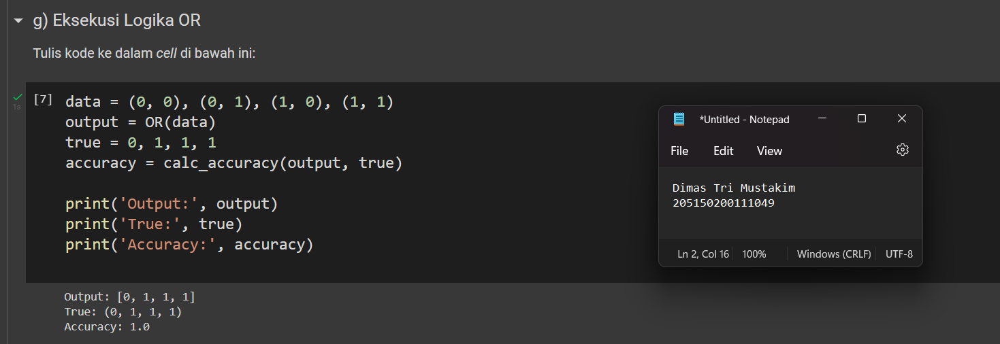 g) Eksekusi Logika OR
Tulis kode ke dalam cell di bawah ini:
[7]
1s
data = (0, 0), (0, 1), (1, 0), (1, 1)
output = OR(data)
true = 0, 1, 1, 1
accuracy = calc_accuracy(output, true)
print('Output:', output)
print('True:', true)
print('Accuracy:', accuracy)
Output: [0, 1, 1, 1]
True: (0, 1, 1, 1)
Accuracy: 1.0
*Untitled - Notepad
File Edit View
Dimas Tri Mustakim
205150200111049
Ln 2, Col 16 100% Windows (CRLF) UTF-8